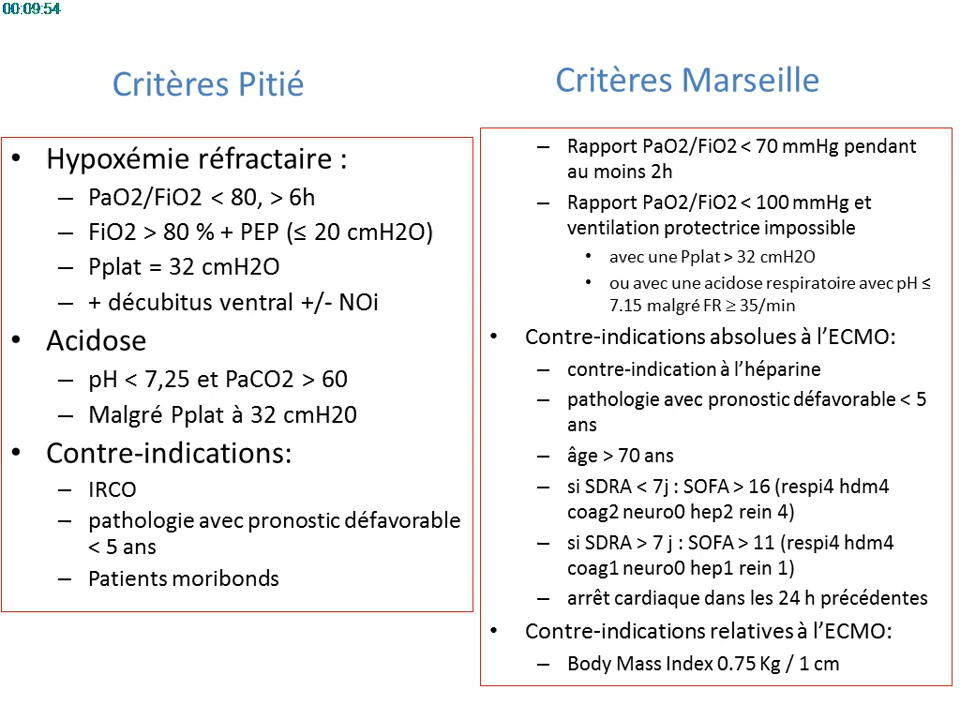 00:09:54
Critères Pitié
• Hypoxémie réfractaire :
– PaO2/FiO2 < 80, > 6h
– FiO2 > 80 % + PEP (≤ 20 cmH2O)
– Pplat = 32 cmH2O
– + décubitus ventral +/- NOi
• Acidose
– pH < 7,25 et PaCO2 > 60
– Malgré Pplat à 32 cmH20
• Contre-indications:
– IRCO
– pathologie avec pronostic défavorable
< 5 ans
– Patients moribonds
Critères Marseille
– Rapport PaO2/FiO2 < 70 mmHg pendant
au moins 2h
– Rapport PaO2/FiO2 < 100 mmHg et
ventilation protectrice impossible
• avec une Pplat > 32 cmH2O
• ou avec une acidose respiratoire avec pH ≤
7.15 malgré FR ≥ 35/min
• Contre-indications absolues à l’ECMO:
– contre-indication à l’héparine
– pathologie avec pronostic défavorable < 5
ans
– âge > 70 ans
– si SDRA < 7j : SOFA > 16 (respi4 hdm4
coag2 neuro0 hep2 rein 4)
– si SDRA > 7 j : SOFA > 11 (respi4 hdm4
coag1 neuro0 hep1 rein 1)
– arrêt cardiaque dans les 24 h précédentes
• Contre-indications relatives à l’ECMO:
– Body Mass Index 0.75 Kg / 1 cm